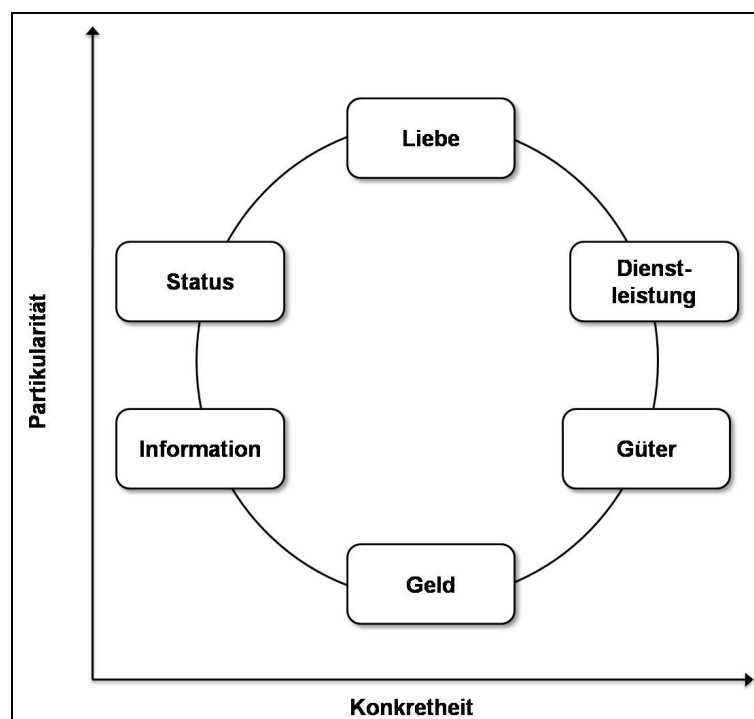 Liebe
Status
Dienst-
leistung
Partikularität
Information
Güter
Geld
Konkretheit